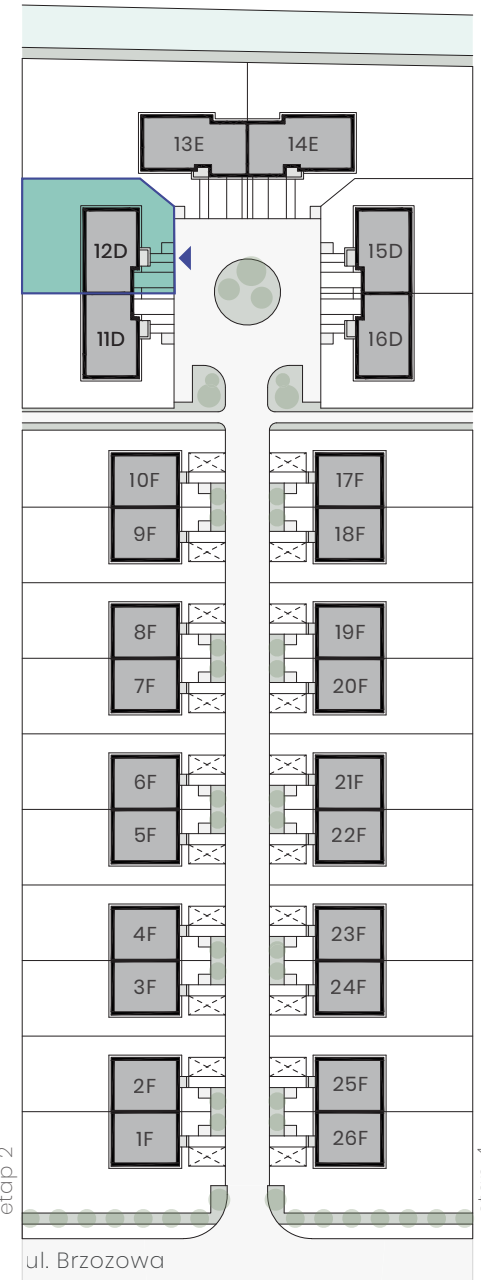 13E 14E
12D 15D
11D 16D
10F 17F
9F 18F
8F 19F
7F 20F
6F 21F
5F 22F
4F 23F
3F 24F
2F 25F
1F 26F
etap 2
ul. Brzozowa